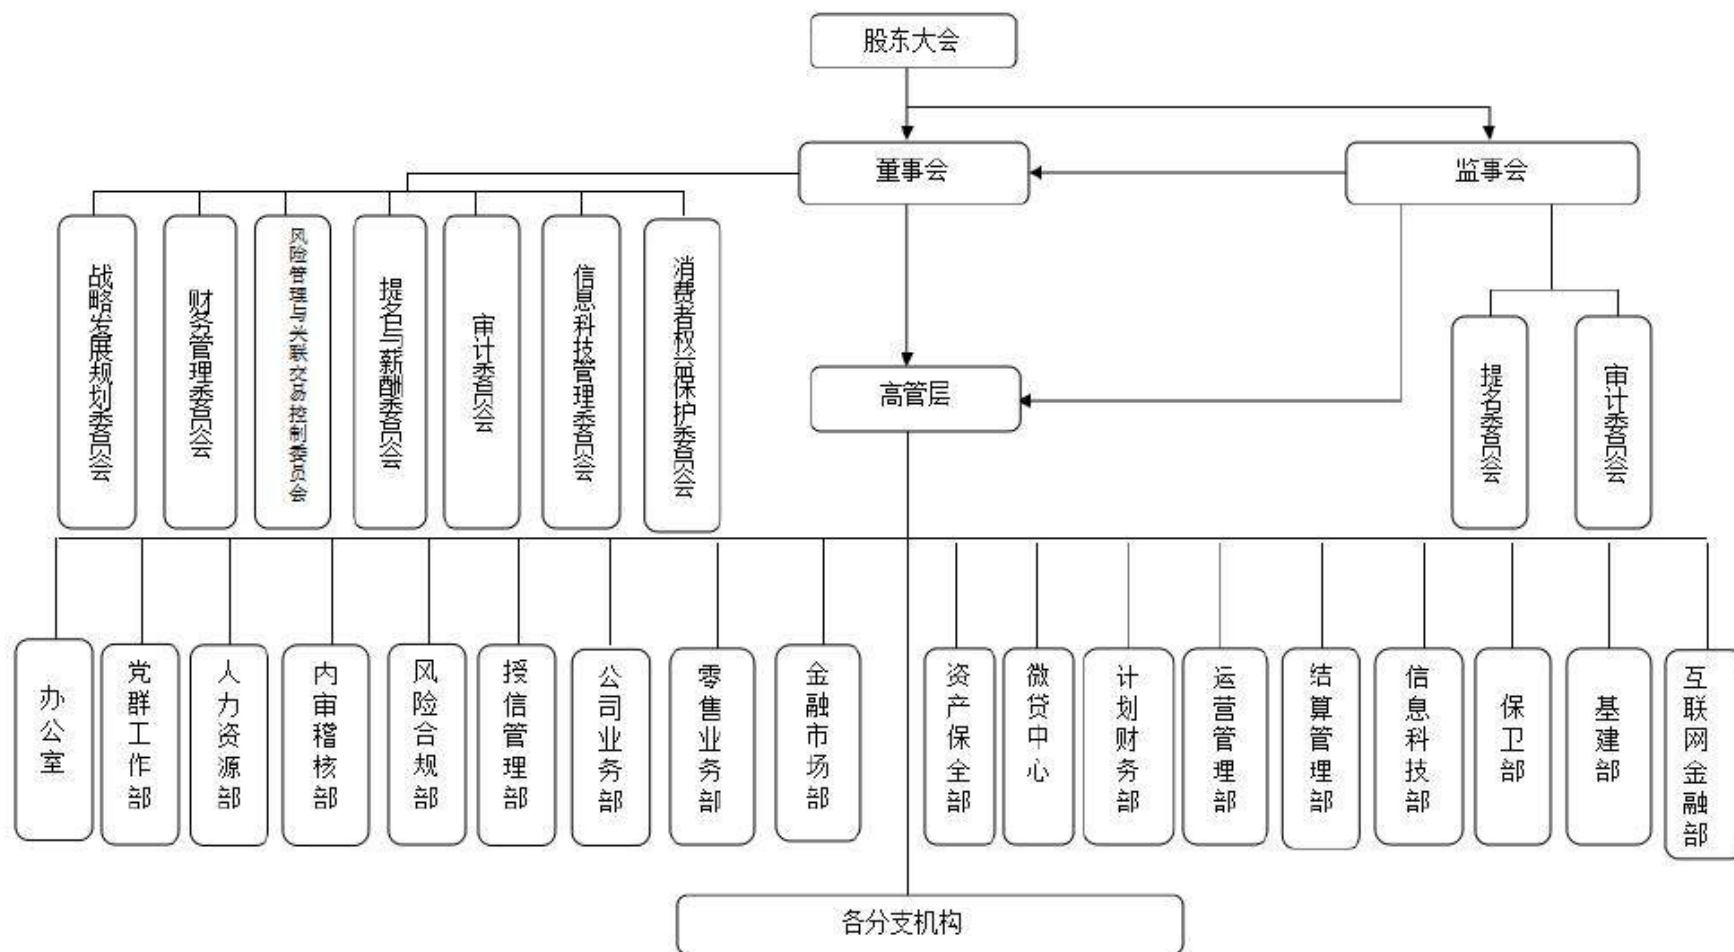 股东大会
董事会
监事会
战略发展规划委员会
财务管理委员会
风险管理与关联交易控制委员会
提名与薪酬委员会
审计委员会
信息科技管理委员会
消费者权益保护委员会
高管层
提名委员会
审计委员会
办公室
党群工作部
人力资源部
内审稽核部
风险合规部
授信管理部
公司业务部
零售业务部
金融市场部
资产保全部
微贷中心
计划财务部
运营管理部
结算管理部
信息科技部
保卫部
基建部
互联网金融部
各分支机构